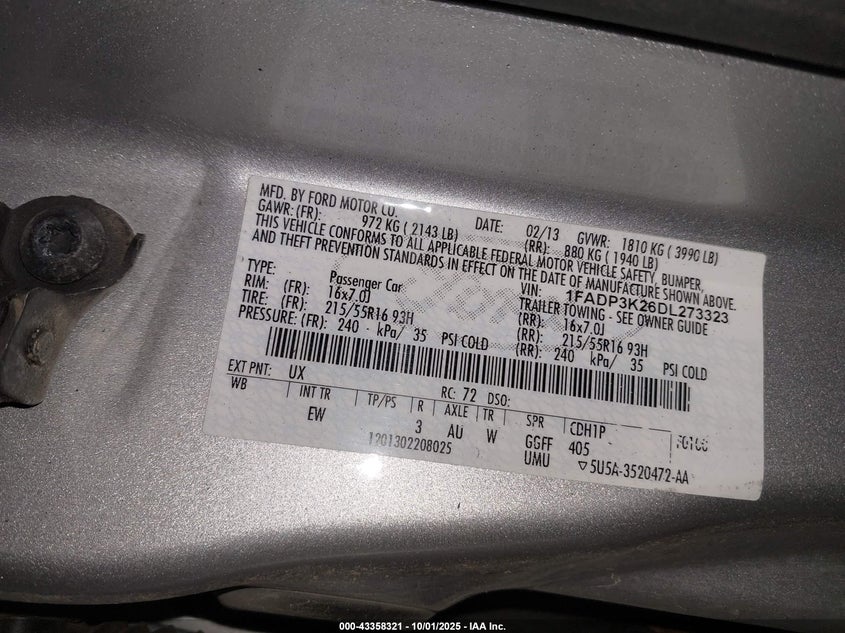 MFD. BY FORD MOTOR CO. DATE: 02/13 GVWR: 1810 KG ( 3990 LB)
GAWR: (FR): 972 KG ( 2143 LB) (RR): 880 KG ( 1940 LB)
THIS VEHICLE CONFORMS TO ALL APPLICABLE FEDERAL MOTOR VEHICLE SAFETY, BUMPER,
AND THEFT PREVENTION STANDARDS IN EFFECT ON THE DATE OF MANUFACTURE SHOWN ABOVE.
VIN: 1FADP3K26DL273323
TYPE: Passenger Car TRAILER TOWING - SEE OWNER GUIDE
RIM: (FR): 16x7.0J (RR): 16x7.0J
TIRE: (FR): 215/55R16 93H (RR): 215/55R16 93H
PRESSURE: (FR): 240 - kPa/ 35 PSI COLD (RR): 240 kPa/ 35 PSI COLD
EXT PNT: UX RC: 72 DSO:
WB INT TR TP/PS R AXLE TR SPR CDH1P
EW 3 AU W GGFF 405
1201302208025 UMU ▽5U5A-3520472-AA
000-43358321 - 10/01/2025 - IAA Inc.